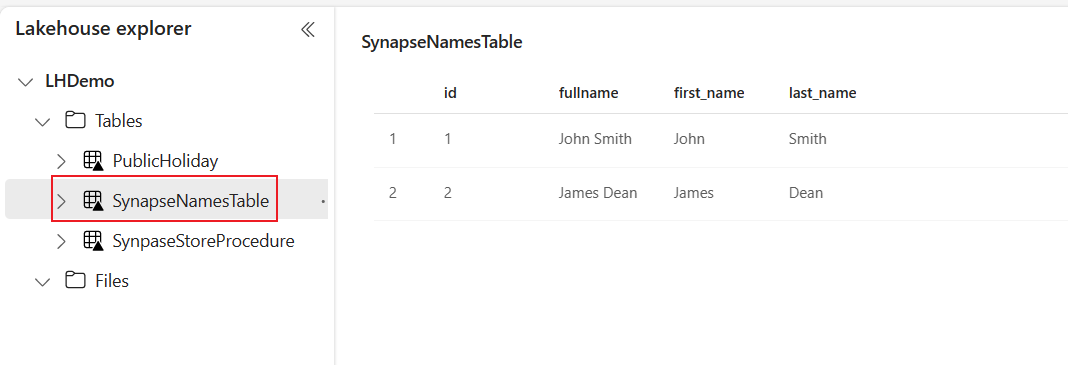 Lakehouse explorer
LHDemo
Tables
PublicHoliday
SynapseNamesTable
SynpaseStoreProcedure
Files
SynapseNamesTable
id fullname first_name last_name
1 1 John Smith John Smith
2 2 James Dean James Dean